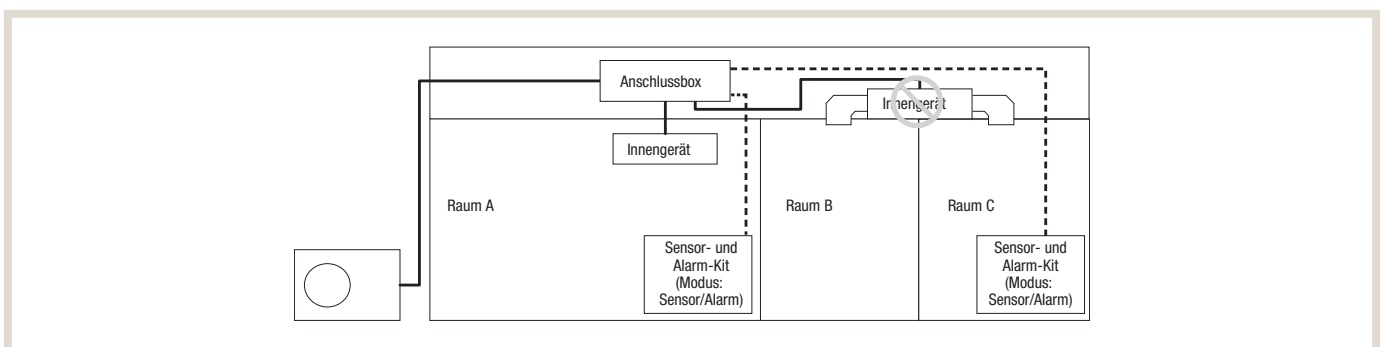 Anschlussbox
Innengerät
Innengerät
Raum A
Raum B
Raum C
Sensor- und
Alarm-Kit
(Modus:
Sensor/Alarm)
Sensor- und
Alarm-Kit
(Modus:
Sensor/Alarm)